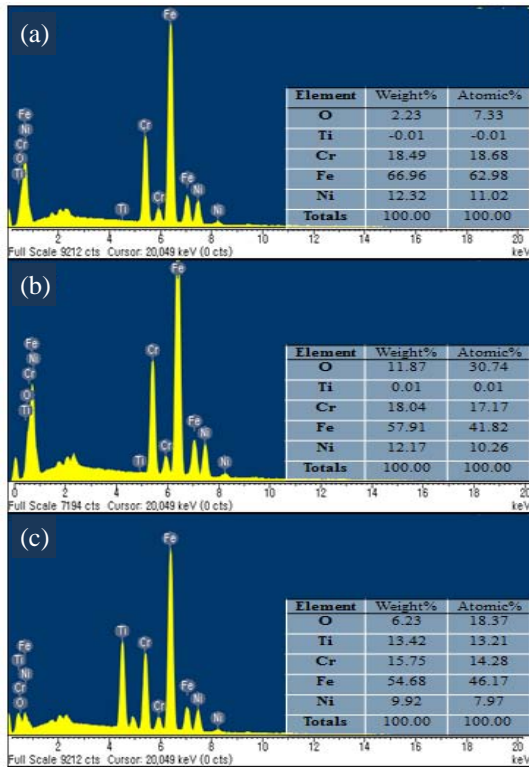 (a)
Fe
Element Weight% Atomic%
O 2.23 7.33
Ti -0.01 -0.01
Cr 18.49 18.68
Fe 66.96 62.98
Ni 12.32 11.02
Totals 100.00 100.00
Fe
Ni
Cr
O
Ti
Ti
Cr
Cr
Fe
Ni
Ni
2 4 6 8 10 12 14 16 18 20
Full Scale 9212 cts Cursor: 20,049 keV (0 cts) keV
(b)
Fe
Element Weight% Atomic%
O 11.87 30.74
Ti 0.01 0.01
Cr 18.04 17.17
Fe 57.91 41.82
Ni 12.17 10.26
Totals 100.00 100.00
Fe
Ni
Cr
O
Ti
Ti
Cr
Cr
Fe
Ni
Ni
0 2 4 6 8 10 12 14 16 18 20
Full Scale 7194 cts Cursor: 20,049 keV (0 cts) keV
(c)
Fe
Element Weight% Atomic%
O 6.23 18.37
Ti 13.42 13.21
Cr 15.75 14.28
Fe 54.68 46.17
Ni 9.92 7.97
Totals 100.00 100.00
Fe
Ti
Ni
Cr
O
Ti
Cr
Cr
Fe
Ni
Ni
2 4 6 8 10 12 14 16 18 20
Full Scale 9212 cts Cursor: 20,049 keV (0 cts) keV